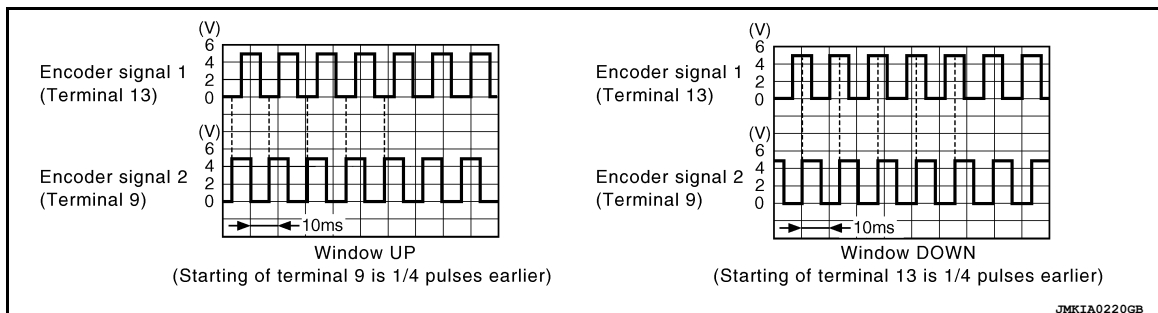 (V)
6
4
2
0
Encoder signal 1
(Terminal 13)
(V)
6
4
2
0
Encoder signal 2
(Terminal 9)
10ms
Window UP
(Starting of terminal 9 is 1/4 pulses earlier)
(V)
6
4
2
0
Encoder signal 1
(Terminal 13)
(V)
6
4
2
0
Encoder signal 2
(Terminal 9)
10ms
Window DOWN
(Starting of terminal 13 is 1/4 pulses earlier)
JMKIA0220GB